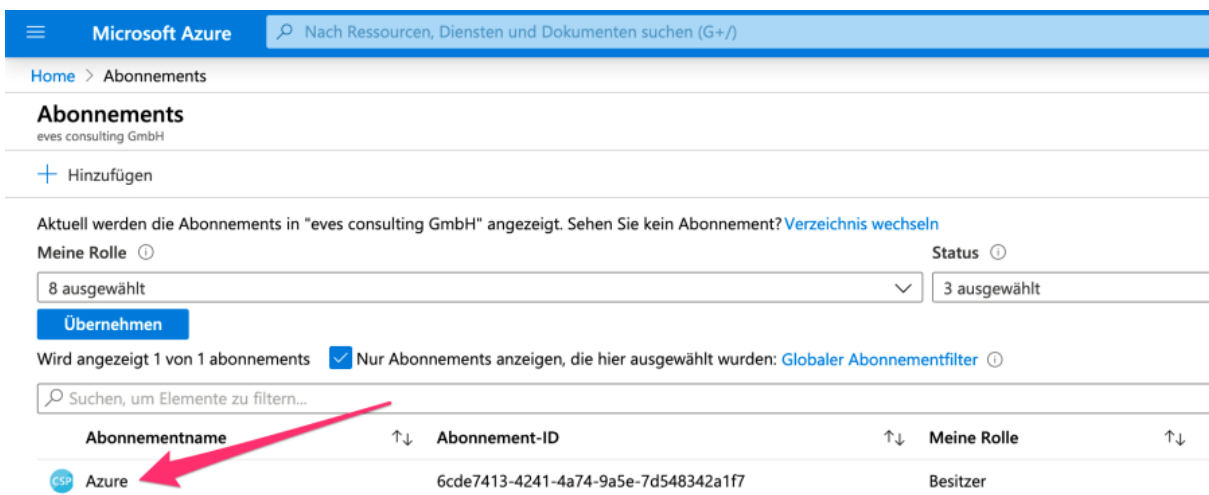 Microsoft Azure Nach Ressourcen, Diensten und Dokumenten suchen (G+/)
Home > Abonnements
Abonnements
eves consulting GmbH
Hinzufügen
Aktuell werden die Abonnements in "eves consulting GmbH" angezeigt. Sehen Sie kein Abonnement? Verzeichnis wechseln
Meine Rolle Status
8 ausgewählt 3 ausgewählt
Übernehmen
Wird angezeigt 1 von 1 abonnements Nur Abonnements anzeigen, die hier ausgewählt wurden: Globaler Abonnementfilter
Suchen, um Elemente zu filtern...
Abonnementname Abonnement-ID Meine Rolle
CSP Azure 6cde7413-4241-4a74-9a5e-7d548342a1f7 Besitzer